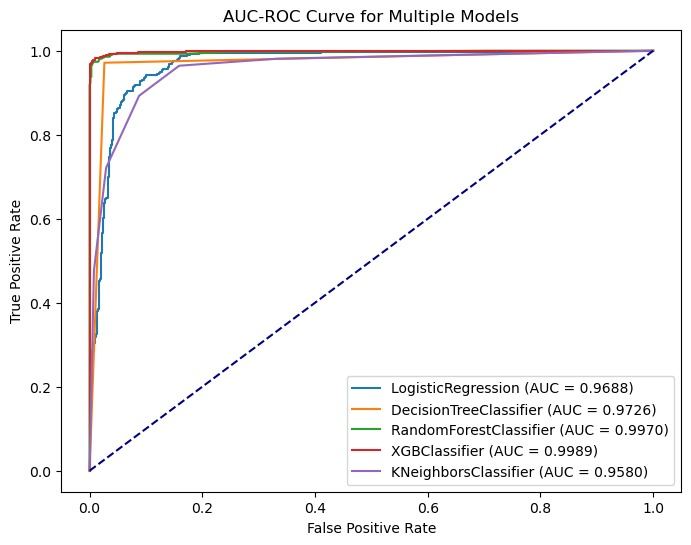 AUC-ROC Curve for Multiple Models
1.0
0.8
0.6
0.4
0.2
0.0
True Positive Rate
LogisticRegression (AUC = 0.9688)
DecisionTreeClassifier (AUC = 0.9726)
RandomForestClassifier (AUC = 0.9970)
XGBClassifier (AUC = 0.9989)
KNeighborsClassifier (AUC = 0.9580)
0.0 0.2 0.4 0.6 0.8 1.0
False Positive Rate